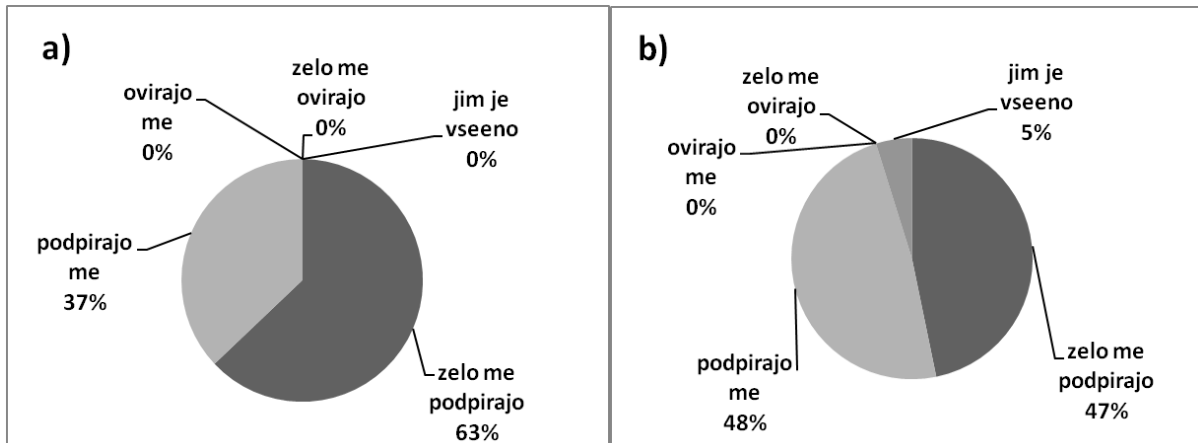 a)
ovirajo
me
0%
zelo me
ovirajo
0%
jim je
vseeno
0%
podpirajo
me
37%
zelo me
podpirajo
63%
b)
zelo me
ovirajo
0%
jim je
vseeno
5%
ovirajo
me
0%
podpirajo
me
48%
zelo me
podpirajo
47%